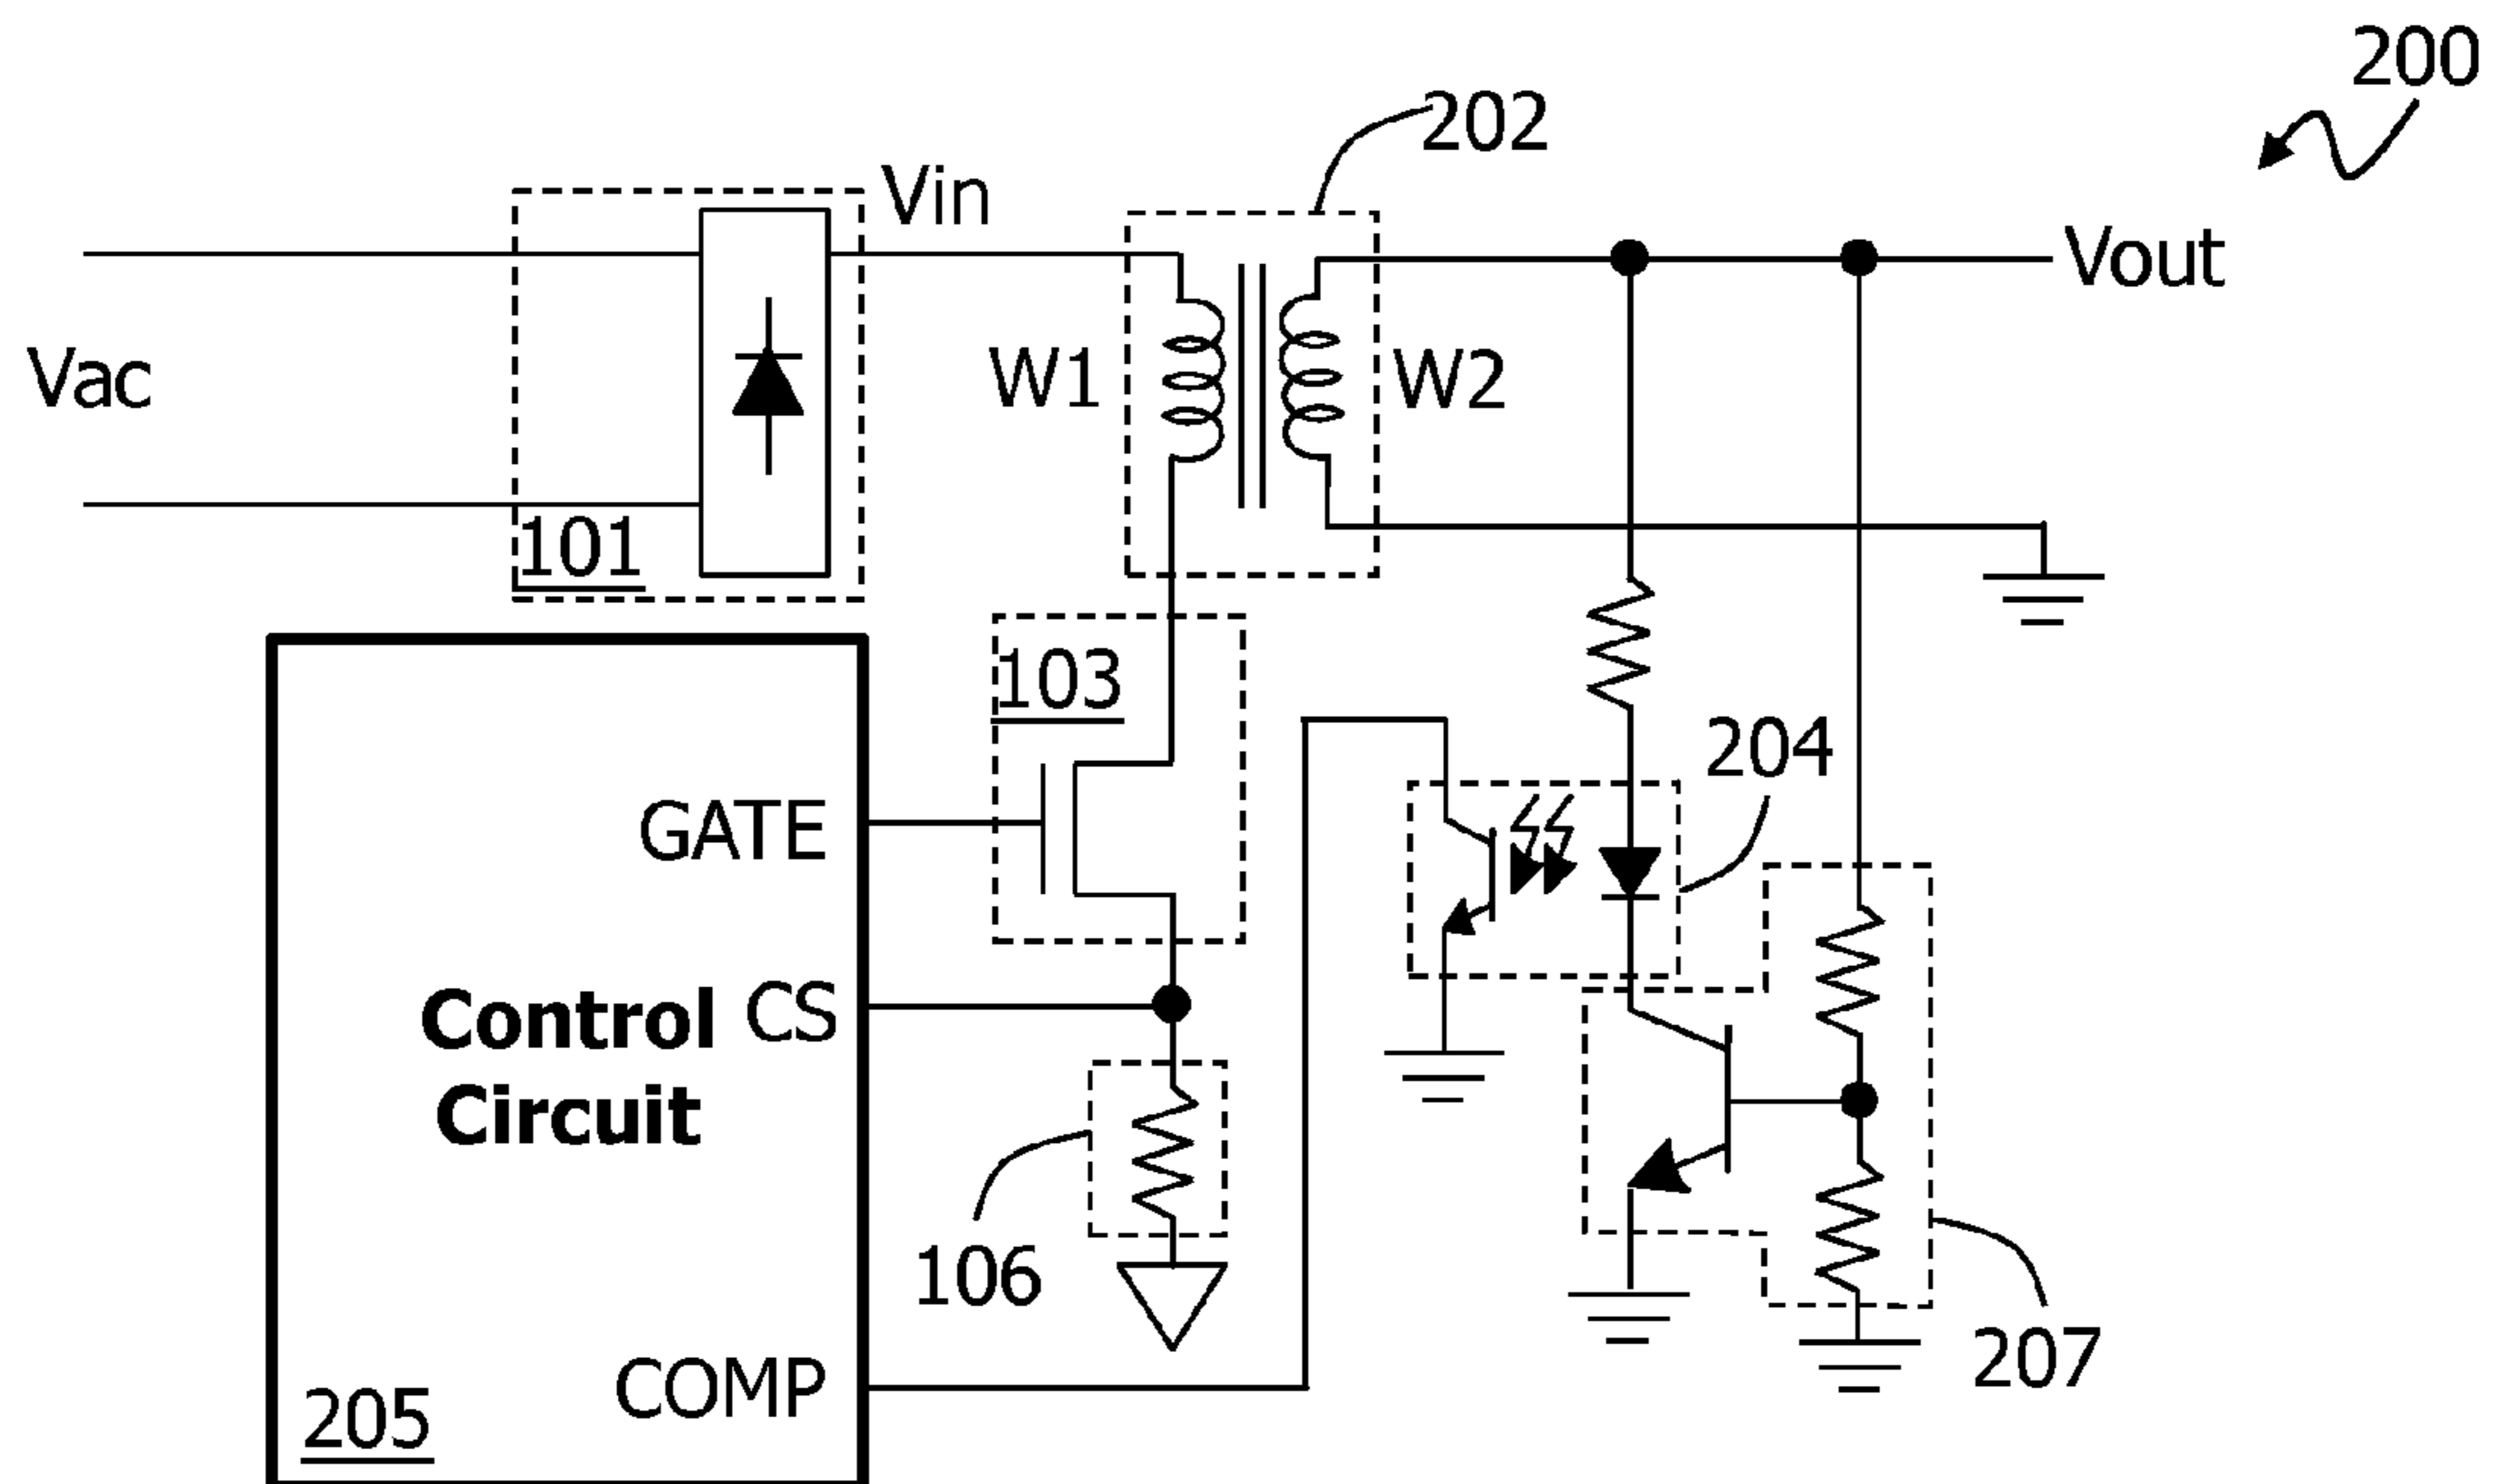 200
202
Vin
Vout
Vac
W1
W2
101
103
204
GATE
Control
Circuit
CS
106
207
COMP
205